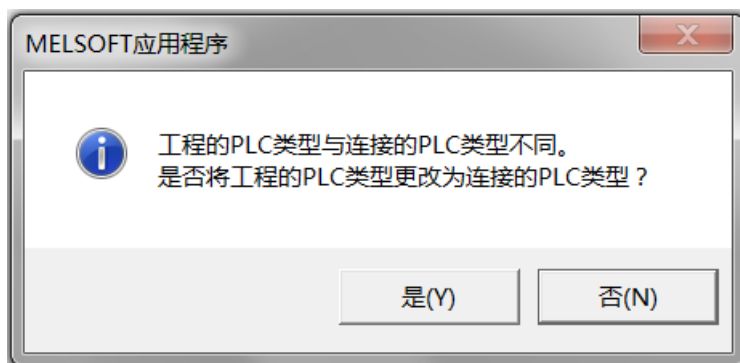 MELSOFT应用程序
工程的PLC类型与连接的PLC类型不同。
是否将工程的PLC类型更改为连接的PLC类型？
是(Y)
否(N)